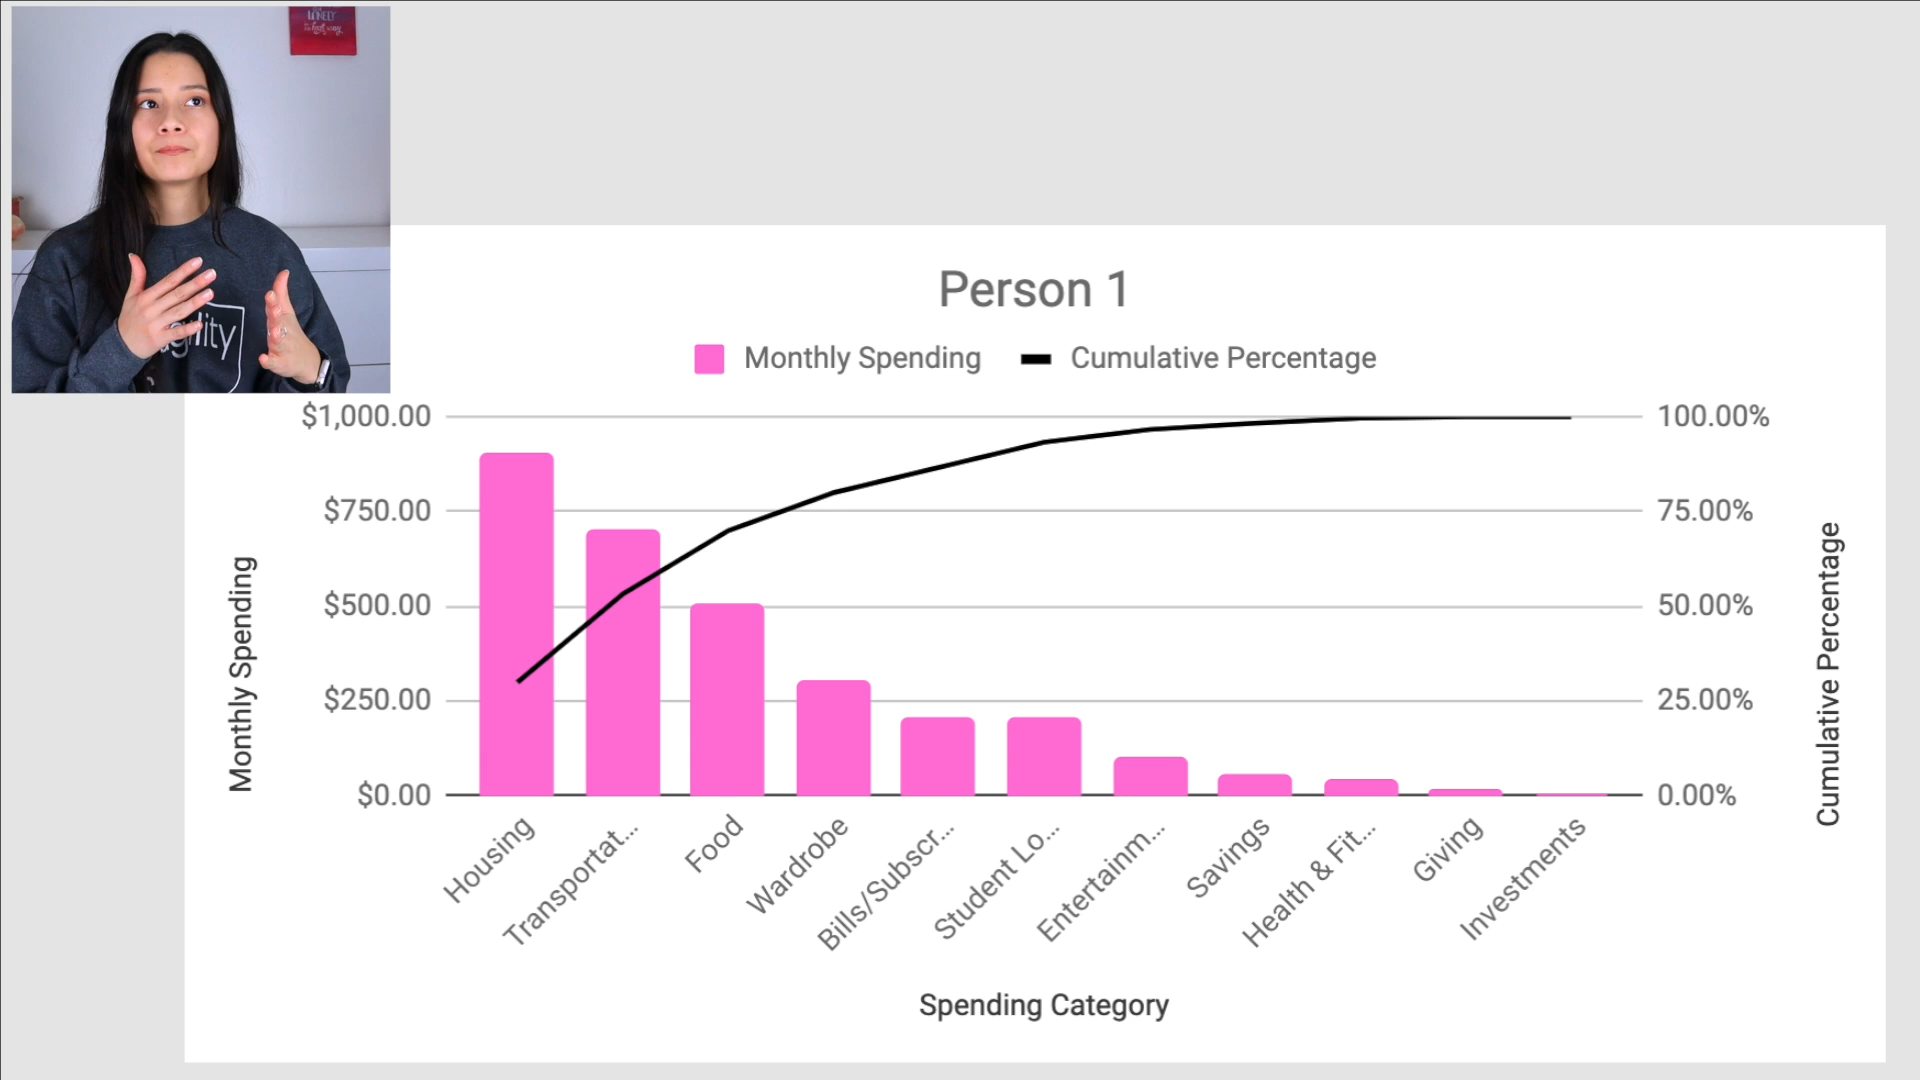 LONELY
Person 1
Monthly Spending
Cumulative Percentage
$1,000.00
$750.00
$500.00
$250.00
$0.00
100.00%
75.00%
50.00%
25.00%
0.00%
Monthly Spending
Cumulative Percentage
Housing
Transportat...
Food
Wardrobe
Bills/Subscr...
Student Lo...
Entertainm...
Savings
Health & Fit...
Giving
Investments
Spending Category